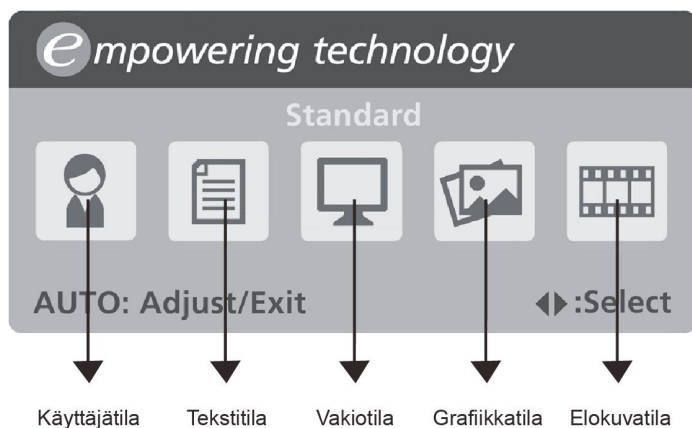 empowering technology
Standard
AUTO: Adjust/Exit ◀▶:Select
Käyttäjätila Tekstitila Vakiotila Grafiikkatila Elokuvatila